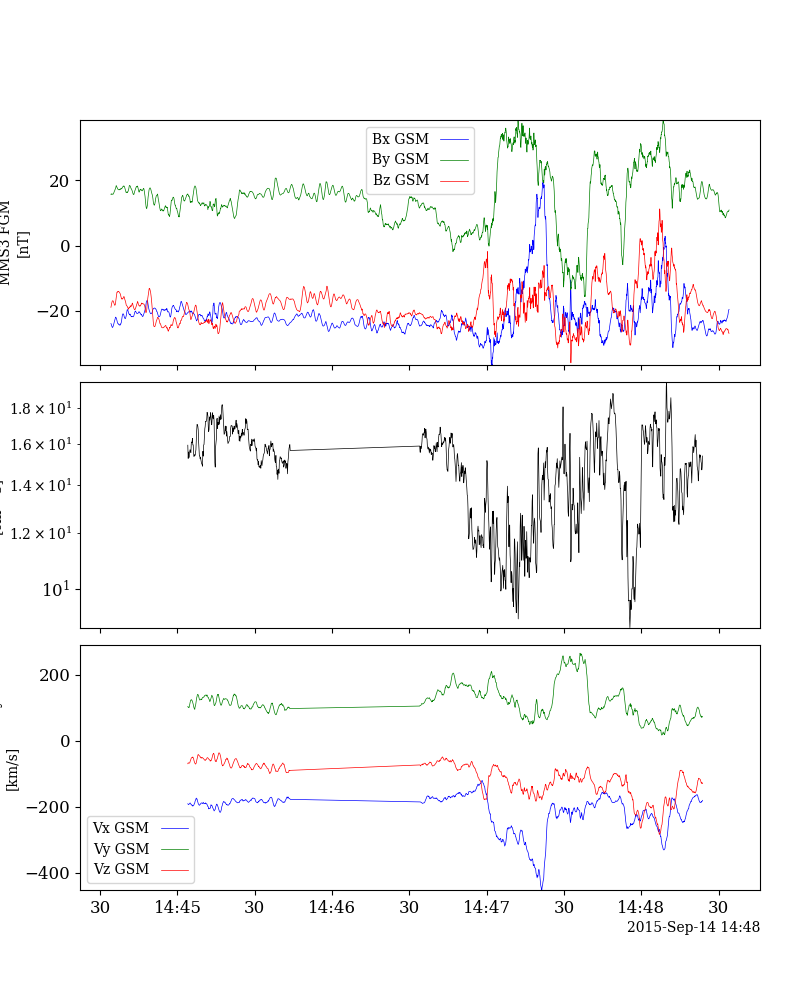 Bx GSM
By GSM
Bz GSM
20
0
−20
MMS3 FGM
[nT]
1.8 × 10¹
1.6 × 10¹
1.4 × 10¹
1.2 × 10¹
10¹
200
0
−200
−400
[km/s]
Vx GSM
Vy GSM
Vz GSM
30 14:45 30 14:46 30 14:47 30 14:48 30
2015-Sep-14 14:48